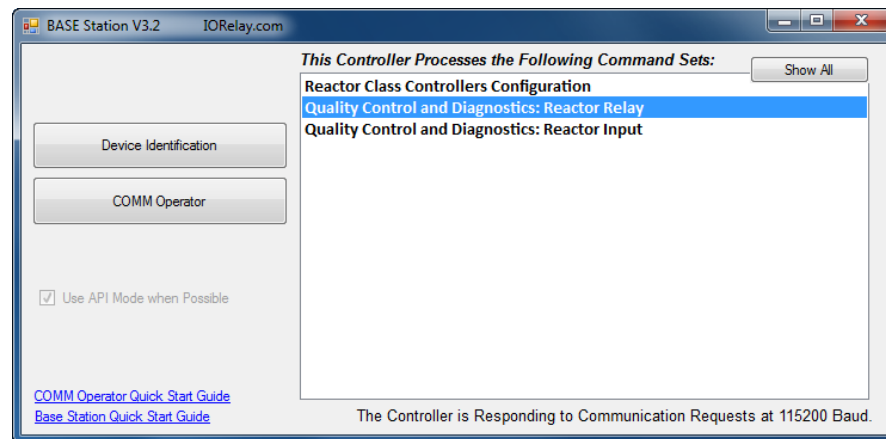 BASE Station V3.2 IORelay.com
This Controller Processes the Following Command Sets:
Show All
Reactor Class Controllers Configuration
Quality Control and Diagnostics: Reactor Relay
Quality Control and Diagnostics: Reactor Input
Device Identification
COMM Operator
Use API Mode when Possible
COMM Operator Quick Start Guide
Base Station Quick Start Guide
The Controller is Responding to Communication Requests at 115200 Baud.